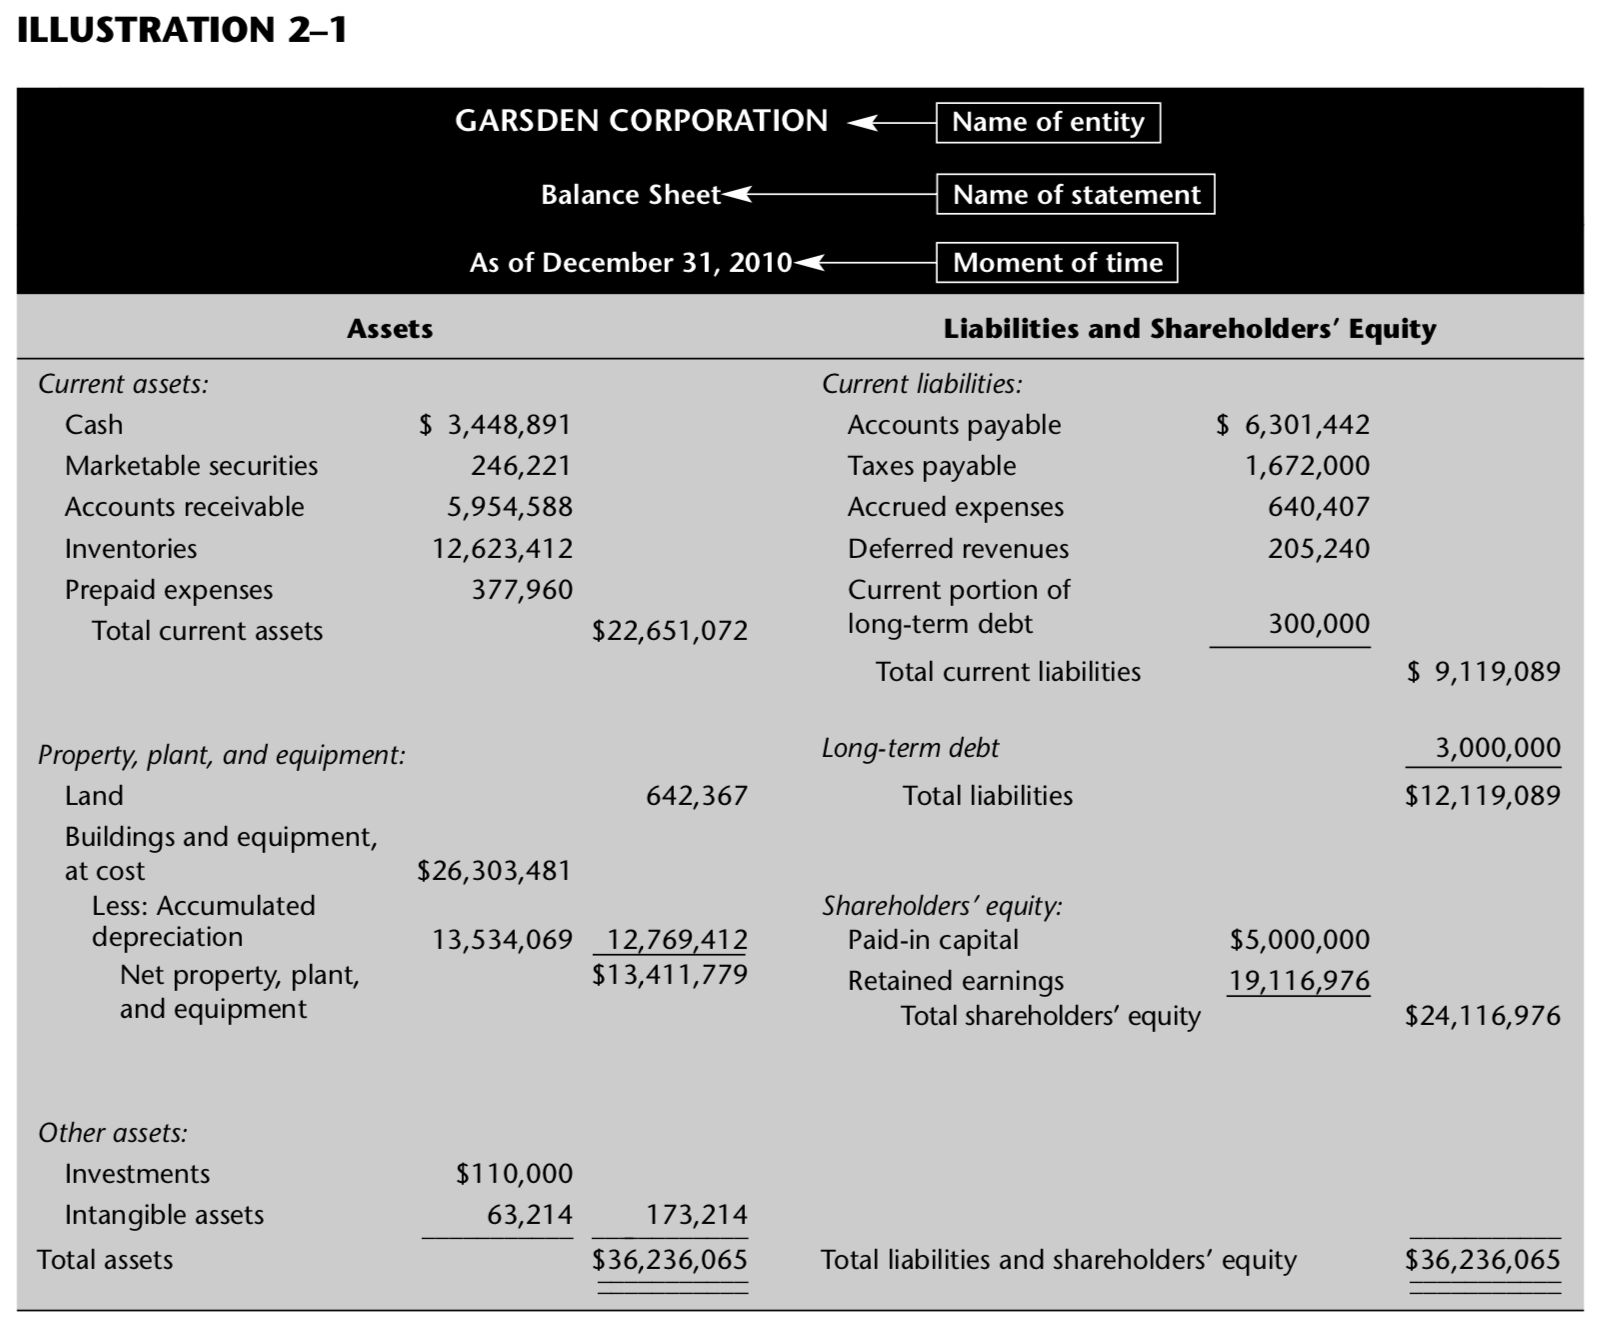 ILLUSTRATION 2–1
GARSDEN CORPORATION Name of entity
Balance Sheet Name of statement
As of December 31, 2010 Moment of time
Assets
Current assets:
Cash $ 3,448,891
Marketable securities 246,221
Accounts receivable 5,954,588
Inventories 12,623,412
Prepaid expenses 377,960
Total current assets $22,651,072
Property, plant, and equipment:
Land 642,367
Buildings and equipment,
at cost $26,303,481
Less: Accumulated
depreciation 13,534,069 12,769,412
Net property, plant, $13,411,779
and equipment
Other assets:
Investments $110,000
Intangible assets 63,214 173,214
Total assets $36,236,065
Liabilities and Shareholders’ Equity
Current liabilities:
Accounts payable $ 6,301,442
Taxes payable 1,672,000
Accrued expenses 640,407
Deferred revenues 205,240
Current portion of
long-term debt 300,000
Total current liabilities $ 9,119,089
Long-term debt 3,000,000
Total liabilities $12,119,089
Shareholders’ equity:
Paid-in capital $5,000,000
Retained earnings 19,116,976
Total shareholders’ equity $24,116,976
Total liabilities and shareholders’ equity $36,236,065